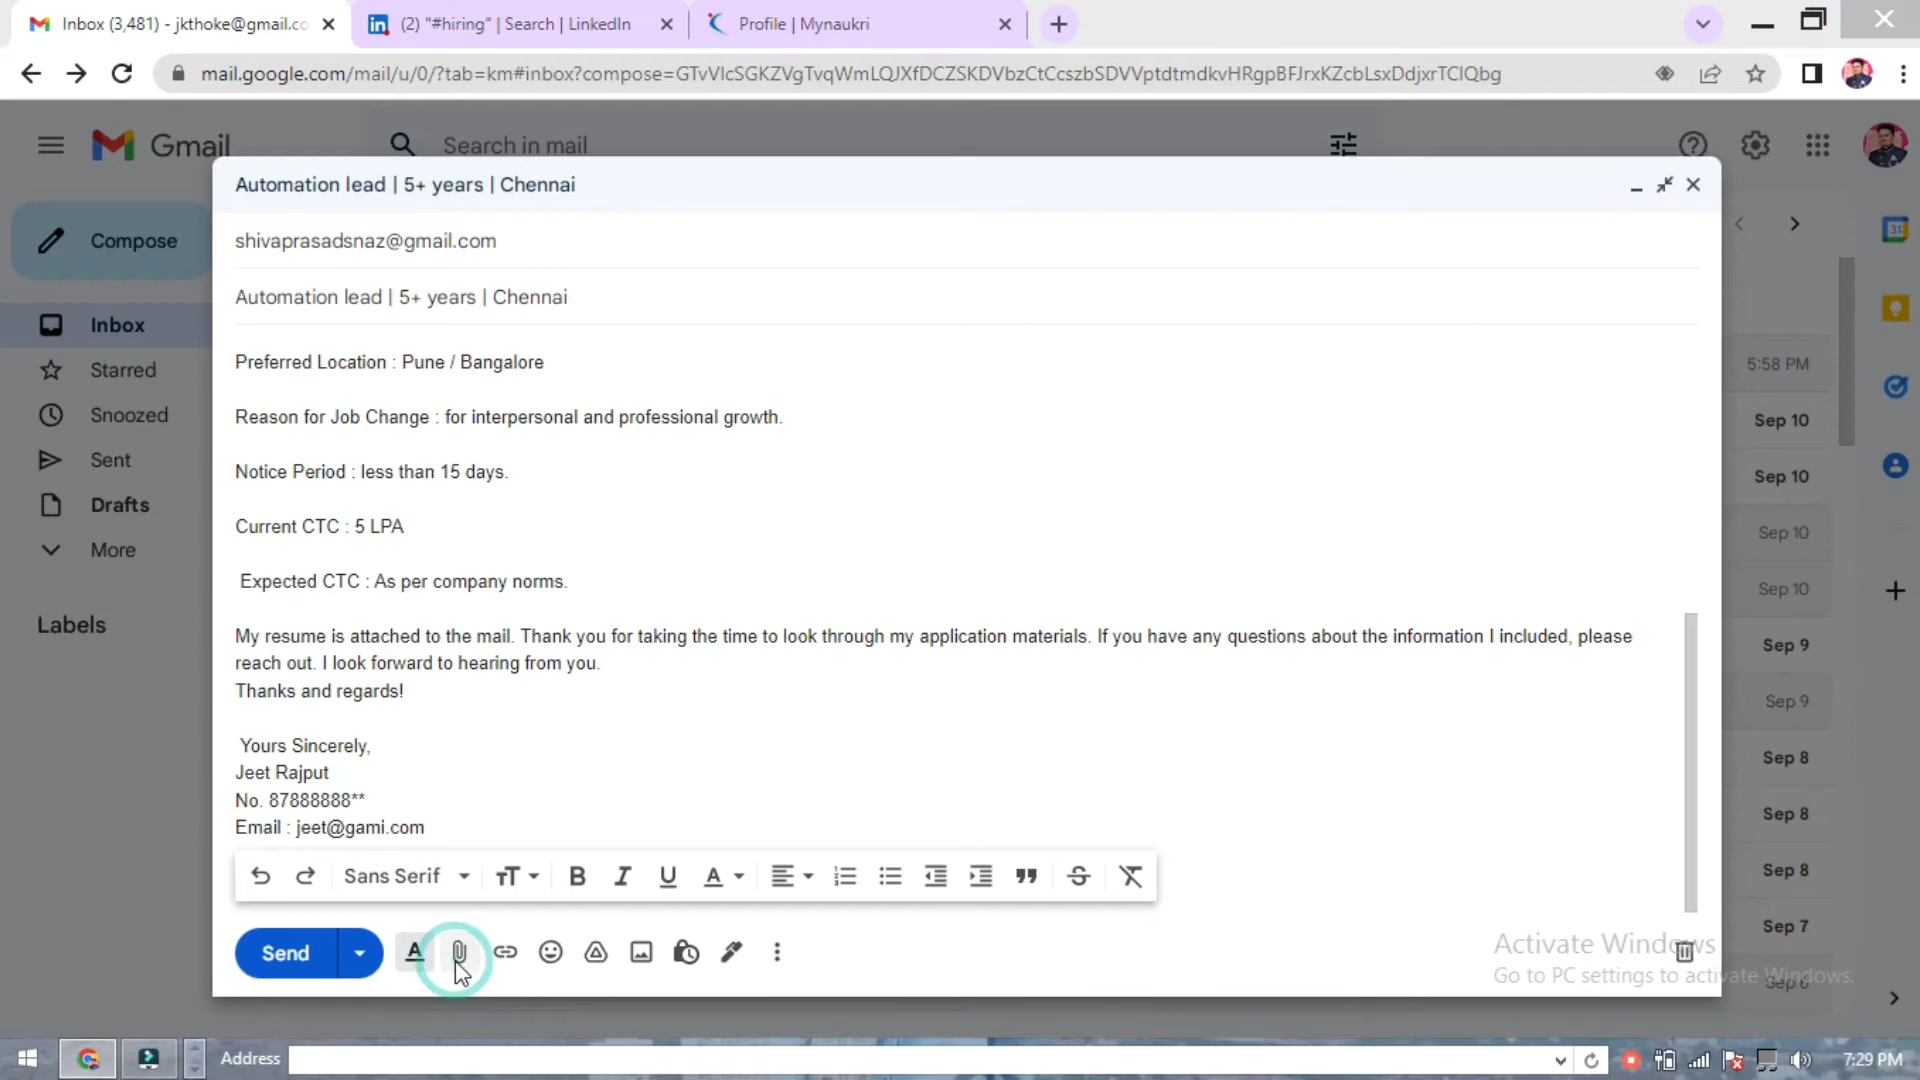 Inbox (3,481) - jkthoke@gmail.co
(2) "#hiring" | Search | LinkedIn
Profile | Mynaukri
mail.google.com/mail/u/0/?tab=km#inbox?compose=GTvVlcSGKZVgTvqWmLQJXfDCZSKDVbzCtCcszbSDVVptdtmdkvHRgpBFJrxKZcbLsxDdjxrTClQbg
Gmail
Search in mail
Automation lead | 5+ years | Chennai
Compose
shivaprasadsnaz@gmail.com
31
Automation lead | 5+ years | Chennai
Inbox
Preferred Location : Pune / Bangalore
5:58 PM
Starred
Reason for Job Change : for interpersonal and professional growth.
Sep 10
Snoozed
Sent
Notice Period : less than 15 days.
Sep 10
Drafts
Current CTC : 5 LPA
Sep 10
More
Expected CTC : As per company norms.
Sep 10
Labels
My resume is attached to the mail. Thank you for taking the time to look through my application materials. If you have any questions about the information I included, please
reach out. I look forward to hearing from you.
Sep 9
Thanks and regards!
Sep 9
Yours Sincerely,
Sep 8
Jeet Rajput
No. 87888888**
Sep 8
Email : jeet@gami.com
Sans Serif
Sep 8
Sep 7
Send
Activate Windows
Go to PC settings to activate Windows.
Sep 6
Address
7:29 PM